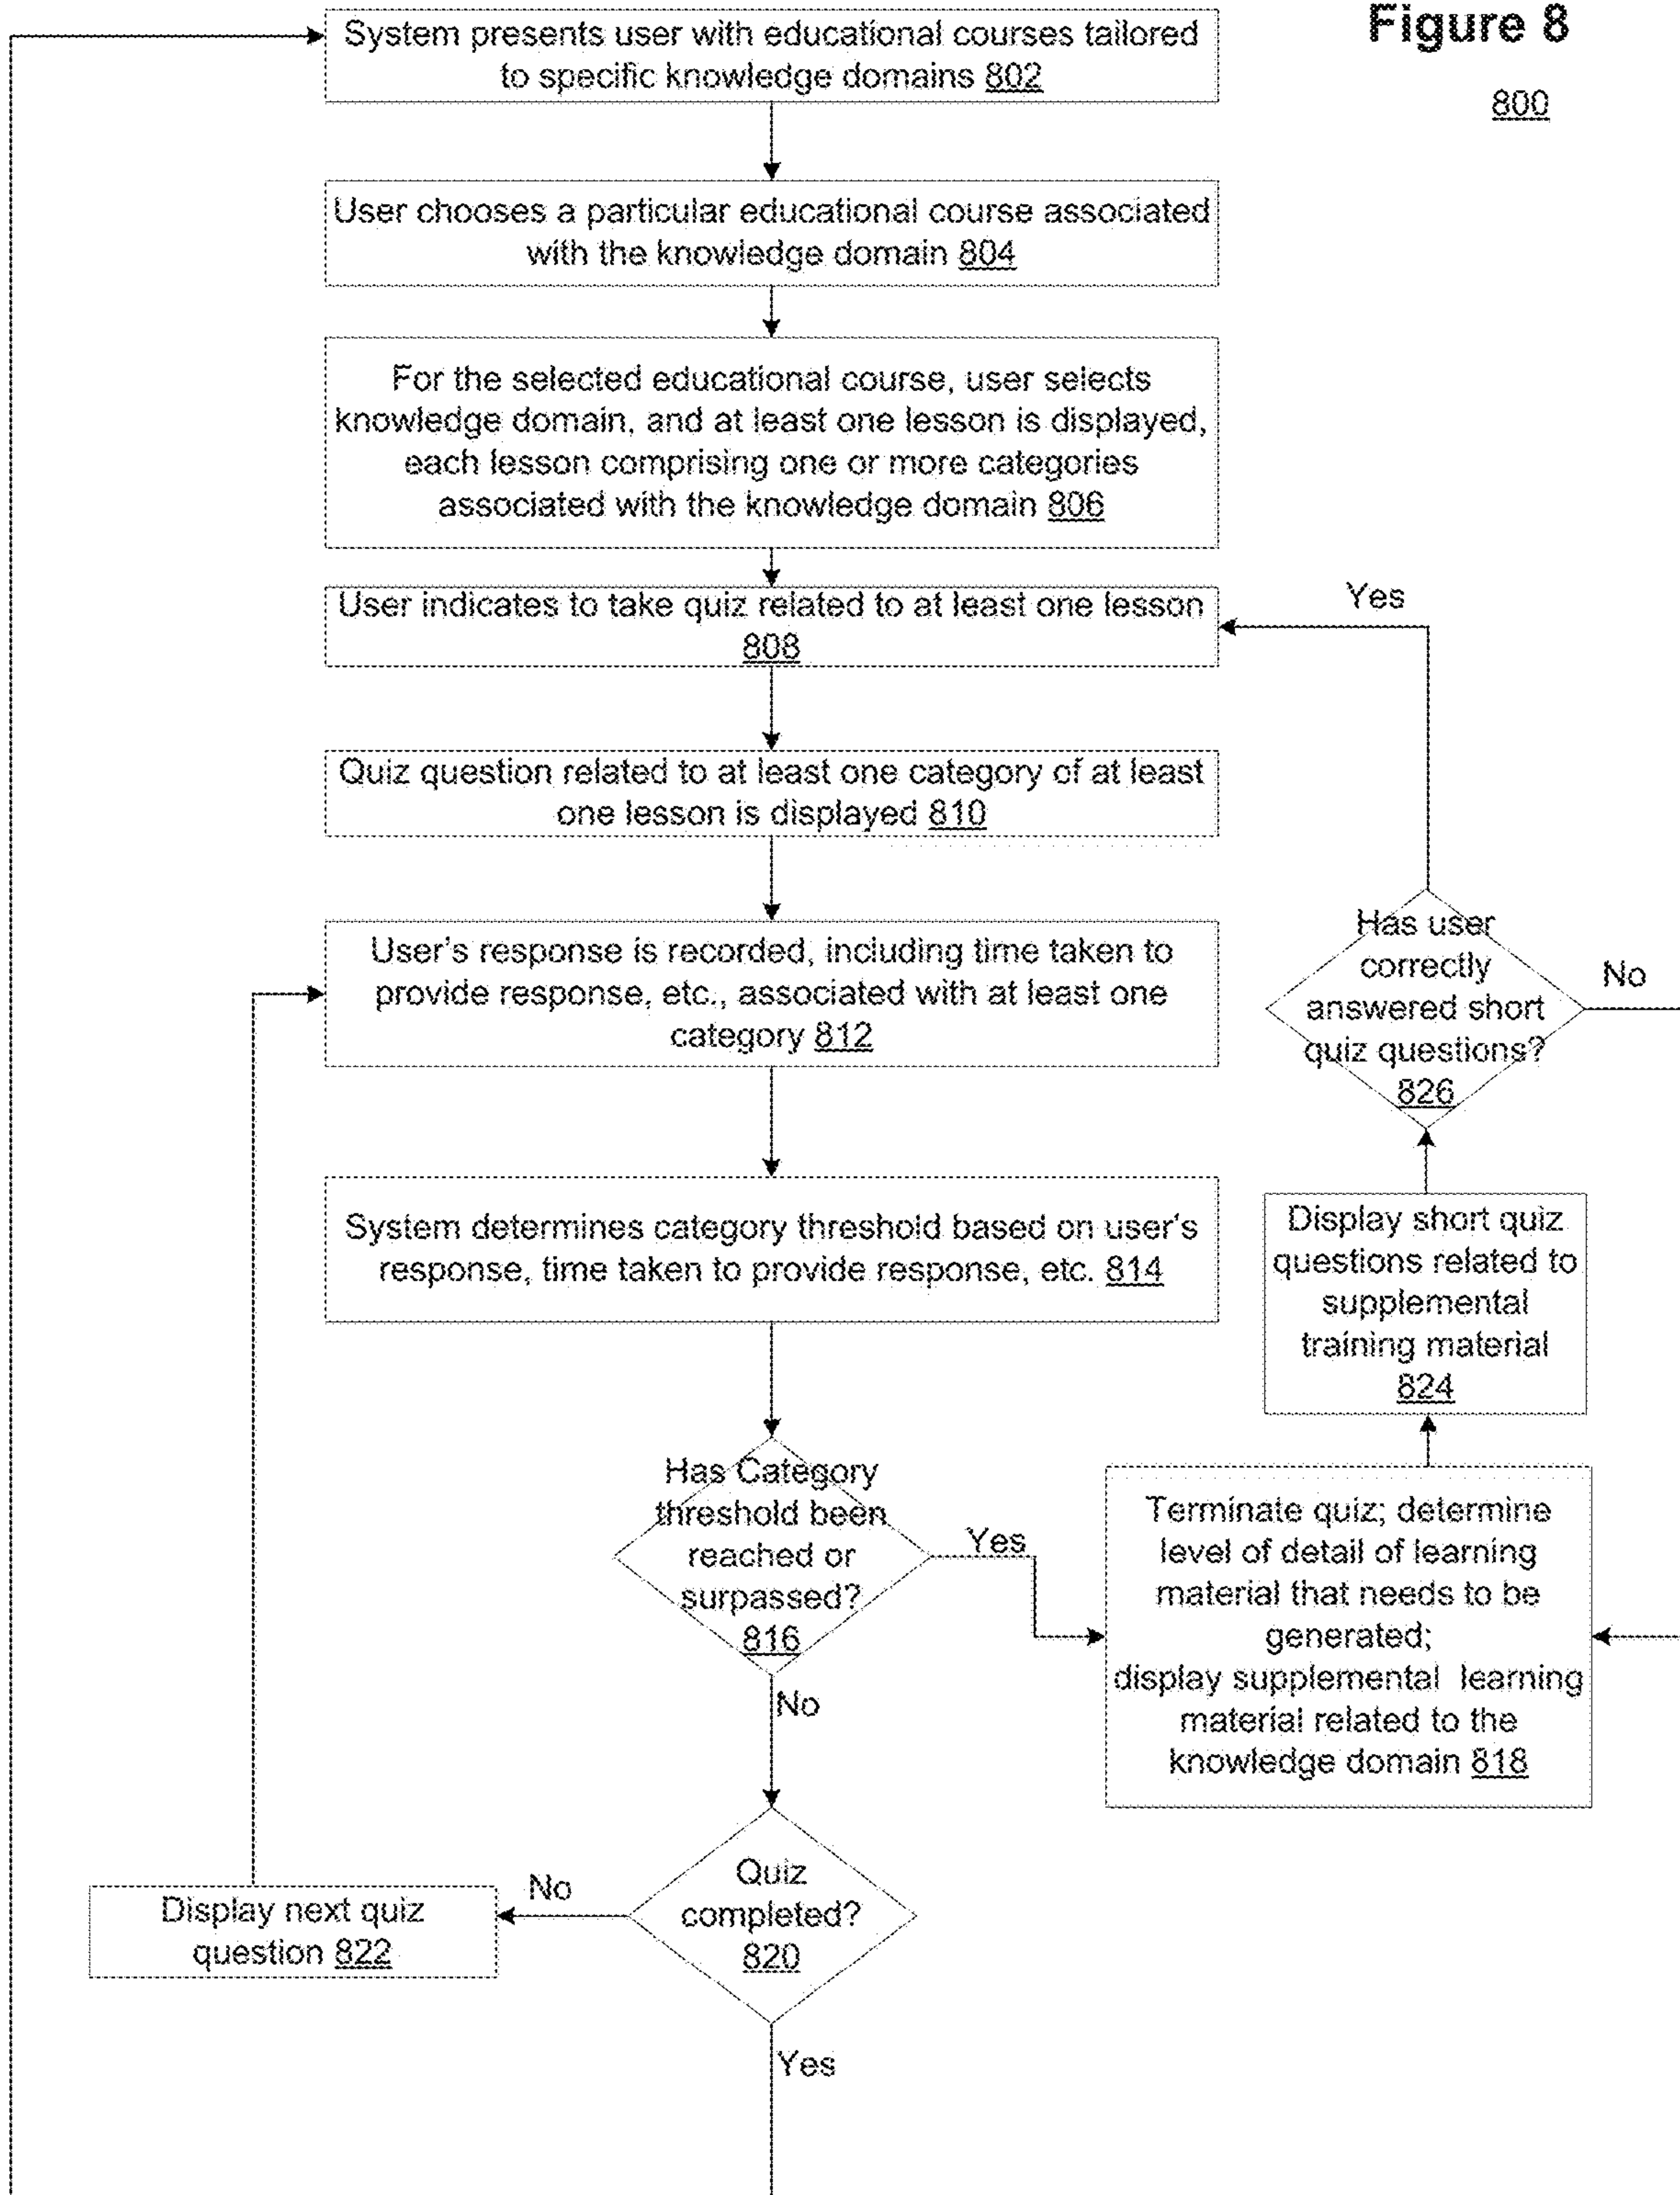 Figure 8
800
System presents user with educational courses tailored
to specific knowledge domains 802
User chooses a particular educational course associated
with the knowledge domain 804
For the selected educational course, user selects
knowledge domain, and at least one lesson is displayed,
each lesson comprising one or more categories
associated with the knowledge domain 806
User indicates to take quiz related to at least one lesson
808
Yes
Quiz question related to at least one category of at least
one lesson is displayed 810
User's response is recorded, including time taken to
provide response, etc., associated with at least one
category 812
Has user
correctly
answered short
quiz questions?
826
No
System determines category threshold based on user's
response, time taken to provide response, etc. 814
Display short quiz
questions related to
supplemental
training material
824
Has Category
threshold been
reached or
surpassed?
816
Yes
No
Terminate quiz; determine
level of detail of learning
material that needs to be
generated;
display supplemental learning
material related to the
knowledge domain 818
Quiz
completed?
820
No
Display next quiz
question 822
Yes